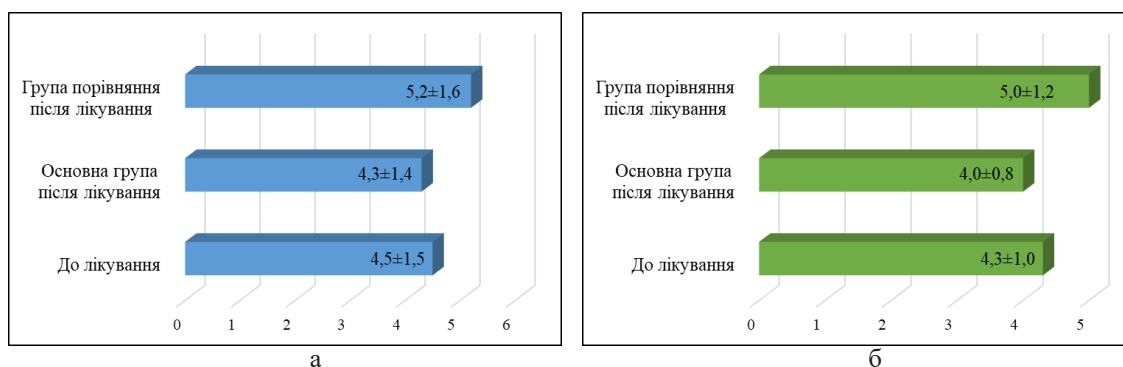 Група порівняння
після лікування
5,2±1,6
Основна група
після лікування
4,3±1,4
До лікування
4,5±1,5
0 1 2 3 4 5 6
а
Група порівняння
після лікування
5,0±1,2
Основна група
після лікування
4,0±0,8
До лікування
4,3±1,0
0 1 2 3 4 5
б